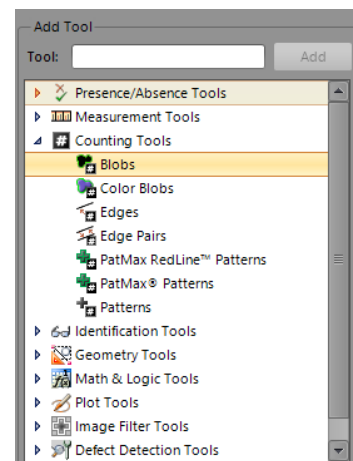 Add Tool
Tool: Add
Presence/Absence Tools
Measurement Tools
# Counting Tools
Blobs
Color Blobs
Edges
Edge Pairs
PatMax RedLine™ Patterns
PatMax® Patterns
Patterns
Identification Tools
Geometry Tools
Math & Logic Tools
Plot Tools
Image Filter Tools
Defect Detection Tools